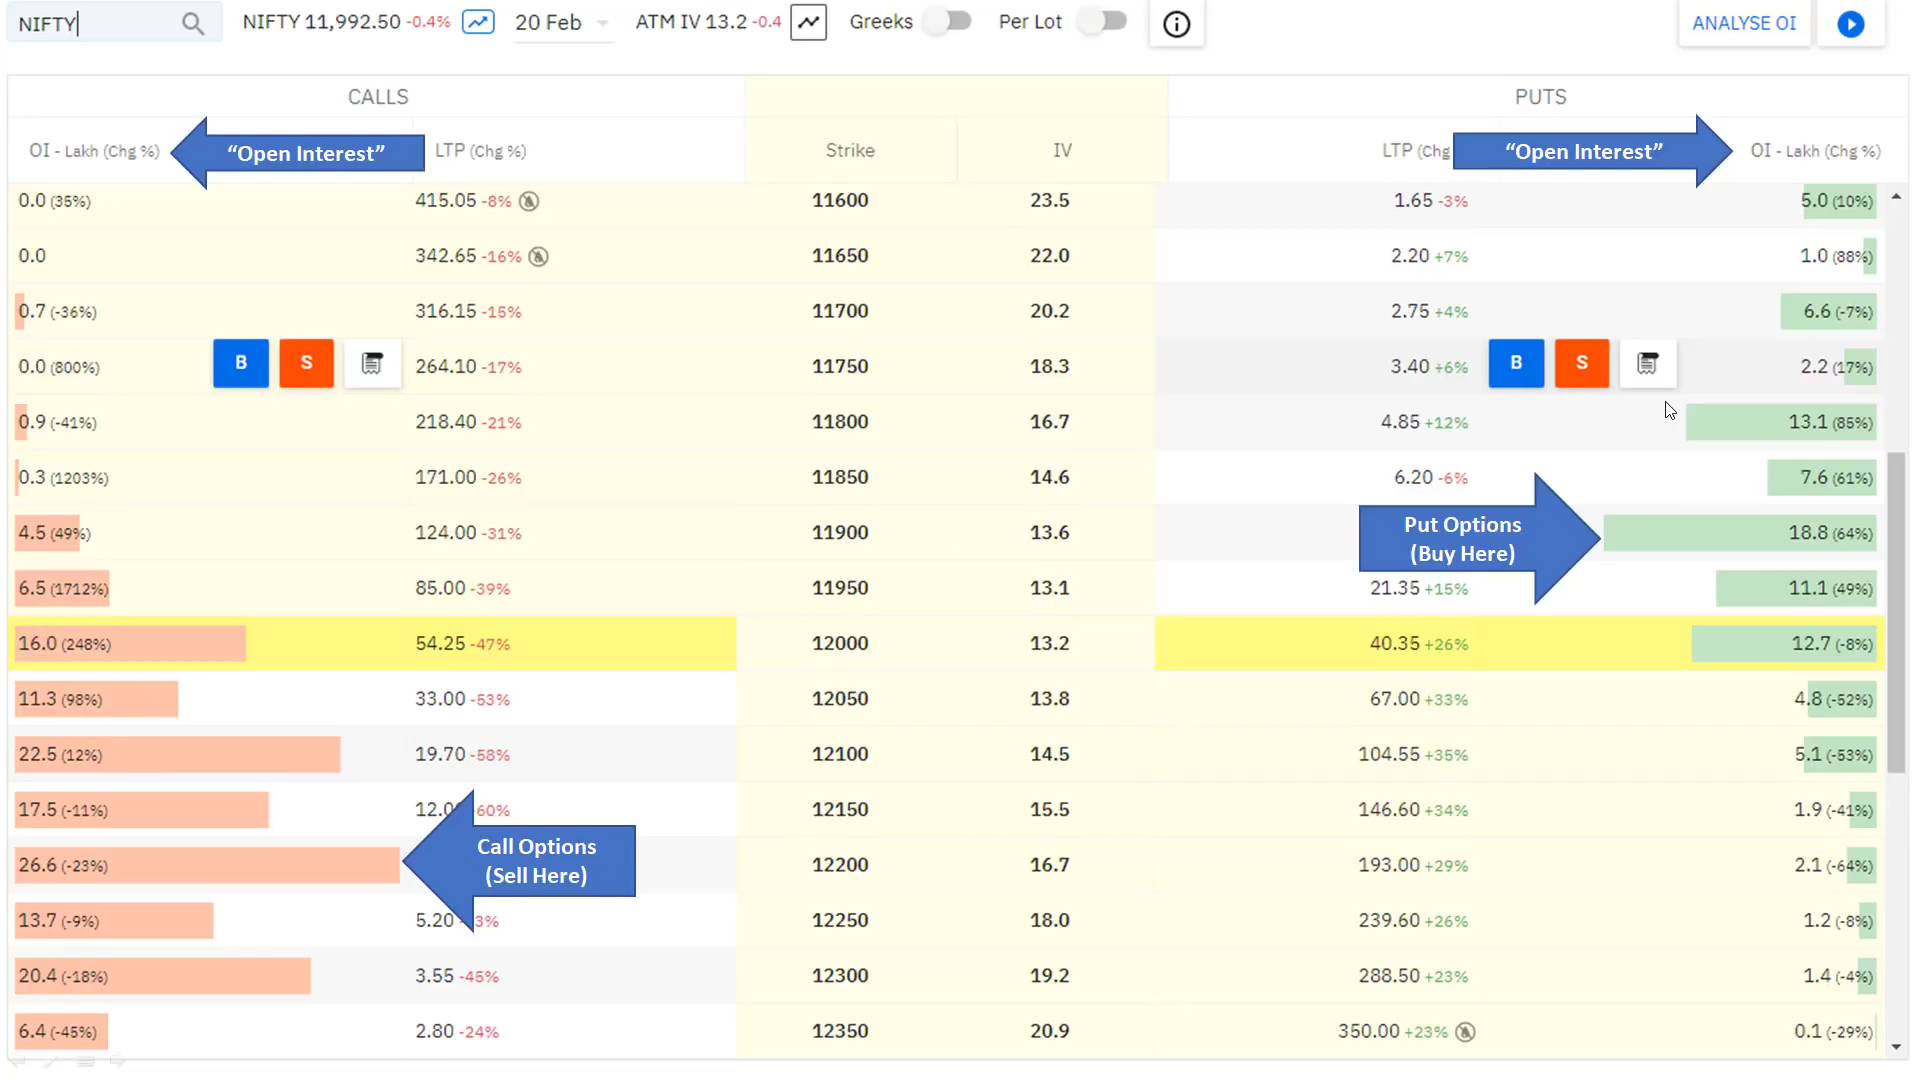 NIFTY
NIFTY 11,992.50 -0.4%
20 Feb
ATM IV 13.2 -0.4
Greeks
Per Lot
ANALYSE OI
CALLS
PUTS
OI - Lakh (Chg %)
“Open Interest”
LTP (Chg %)
Strike
IV
LTP (Chg
“Open Interest”
OI - Lakh (Chg %)
0.0 (35%) 415.05 -8% 11600 23.5 1.65 -3% 5.0 (10%)
0.0 342.65 -16% 11650 22.0 2.20 +7% 1.0 (88%)
0.7 (-36%) 316.15 -15% 11700 20.2 2.75 +4% 6.6 (-7%)
0.0 (800%) B S 264.10 -17% 11750 18.3 3.40 +6% B S 2.2 (17%)
0.9 (-41%) 218.40 -21% 11800 16.7 4.85 +12% 13.1 (85%)
0.3 (1203%) 171.00 -26% 11850 14.6 6.20 -6% 7.6 (61%)
4.5 (49%) 124.00 -31% 11900 13.6 18.8 (64%)
Put Options
(Buy Here)
6.5 (1712%) 85.00 -39% 11950 13.1 21.35 +15% 11.1 (49%)
16.0 (248%) 54.25 -47% 12000 13.2 40.35 +26% 12.7 (-8%)
11.3 (98%) 33.00 -53% 12050 13.8 67.00 +33% 4.8 (-52%)
22.5 (12%) 19.70 -58% 12100 14.5 104.55 +35% 5.1 (-53%)
17.5 (-11%) 12.0 60% 12150 15.5 146.60 +34% 1.9 (-41%)
26.6 (-23%) 12200 16.7 193.00 +29% 2.1 (-64%)
Call Options
(Sell Here)
13.7 (-9%) 5.20 3% 12250 18.0 239.60 +26% 1.2 (-8%)
20.4 (-18%) 3.55 -45% 12300 19.2 288.50 +23% 1.4 (-4%)
6.4 (-45%) 2.80 -24% 12350 20.9 350.00 +23% 0.1 (-29%)